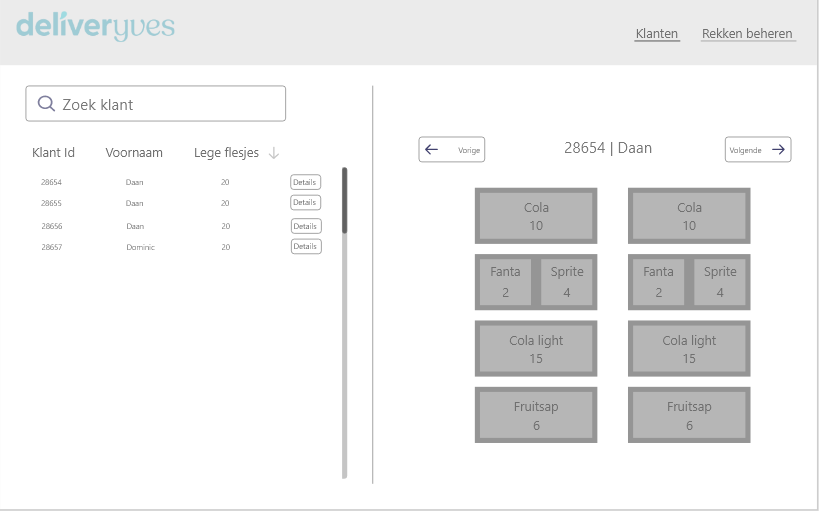 deliveryves
Klanten Rekken beheren
Zoek klant
Klant Id Voornaam Lege flesjes
28654 Daan 20 Details
28655 Daan 20 Details
28656 Daan 20 Details
28657 Dominic 20 Details
Vorige 28654 | Daan Volgende
Cola Cola
10 10
Fanta Sprite Fanta Sprite
2 4 2 4
Cola light Cola light
15 15
Fruitsap Fruitsap
6 6